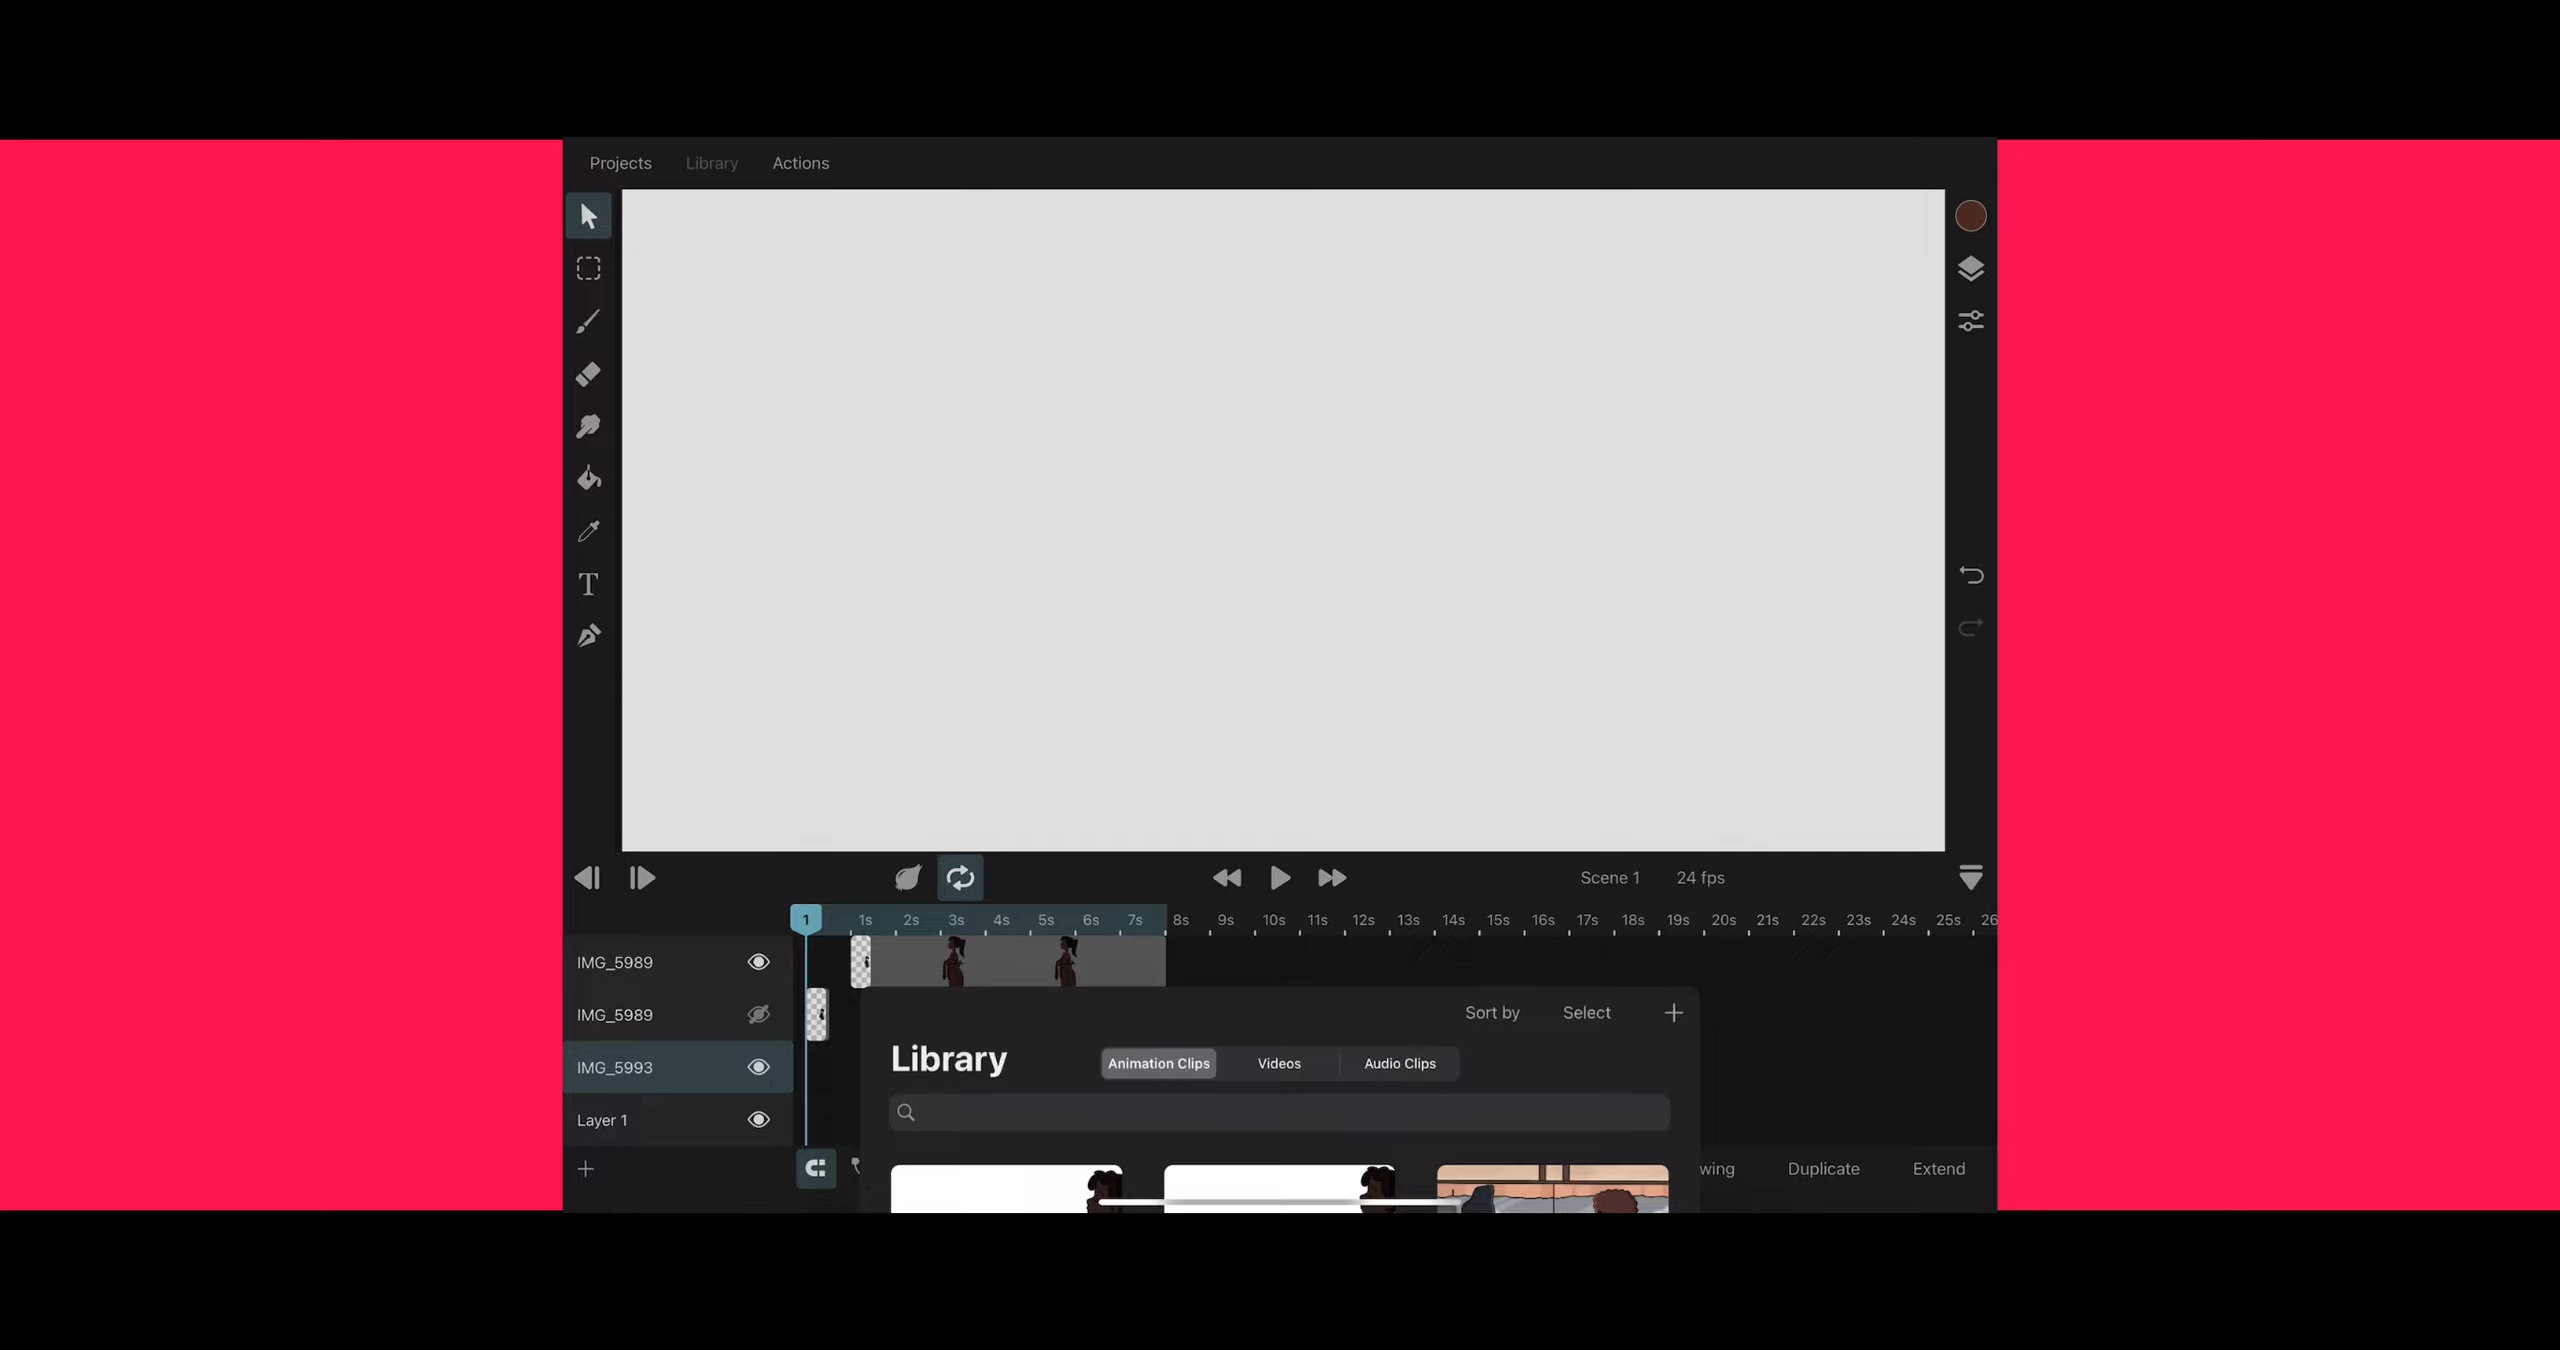 Projects Library Actions
T
Scene 1 24 fps
1 1s 2s 3s 4s 5s 6s 7s 8s 9s 10s 11s 12s 13s 14s 15s 16s 17s 18s 19s 20s 21s 22s 23s 24s 25s 26
IMG_5989
IMG_5989
IMG_5993
Layer 1
Sort by Select
Library
Animation Clips Videos Audio Clips
wing Duplicate Extend